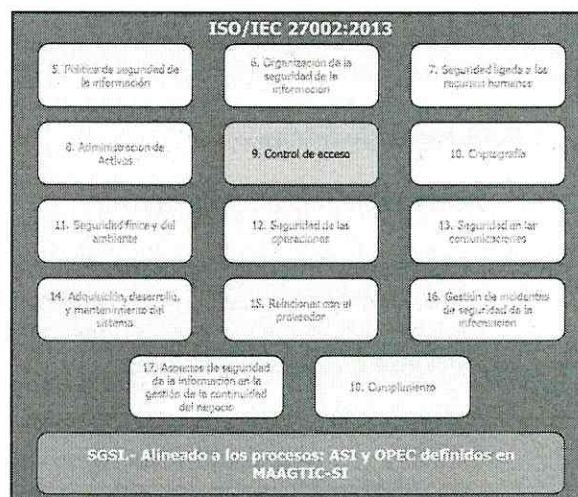 ISO/IEC 27002:2013
5. Política de seguridad de
la información
6. Organización de la
seguridad de la
información
7. Seguridad ligada a los
recursos humanos
8. Administración de
Activos
9. Control de acceso
10. Criptografía
11. Seguridad física y del
ambiente
12. Seguridad de las
operaciones
13. Seguridad en las
comunicaciones
14. Adquisición, desarrollo,
y mantenimiento del
sistema
15. Relaciones con el
proveedor
16. Gestión de incidentes
de seguridad de la
información
17. Aspectos de seguridad
de la información en la
gestión de la continuidad
del negocio
18. Cumplimiento
SGSI.- Alineado a los procesos: ASI y OPEC definidos en
MAAGTIC-SI